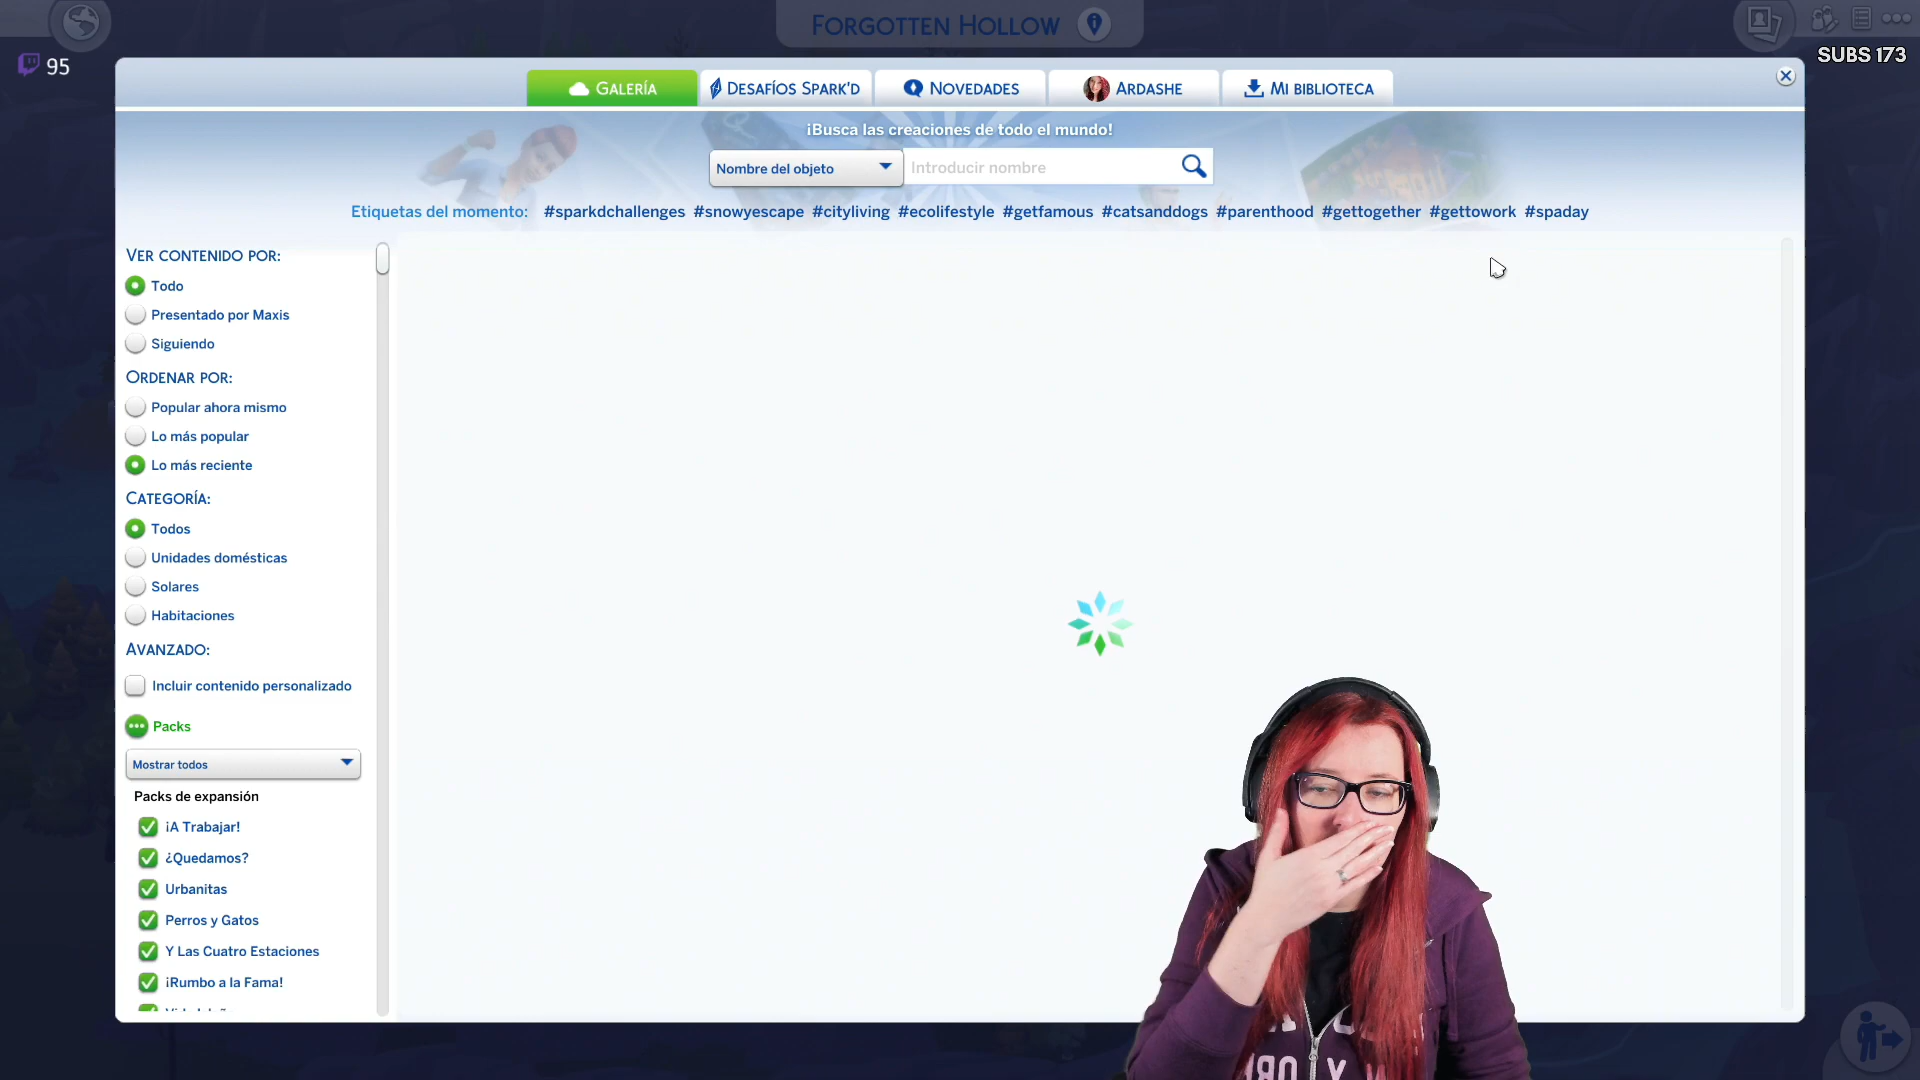 FORGOTTEN HOLLOW
95
SUBS 173
GALERÍA
DESAFÍOS SPARK'D
NOVEDADES
ARDASHE
MI BIBLIOTECA
¡Busca las creaciones de todo el mundo!
Nombre del objeto
Introducir nombre
Etiquetas del momento: #sparkdchallenges #snowyescape #cityliving #ecolifestyle #getfamous #catsanddogs #parenthood #gettogether #gettowork #spaday
VER CONTENIDO POR:
Todo
Presentado por Maxis
Siguiendo
ORDENAR POR:
Popular ahora mismo
Lo más popular
Lo más reciente
CATEGORÍA:
Todos
Unidades domésticas
Solares
Habitaciones
AVANZADO:
Incluir contenido personalizado
Packs
Mostrar todos
Packs de expansión
¡A Trabajar!
¿Quedamos?
Urbanitas
Perros y Gatos
Y Las Cuatro Estaciones
¡Rumbo a la Fama!